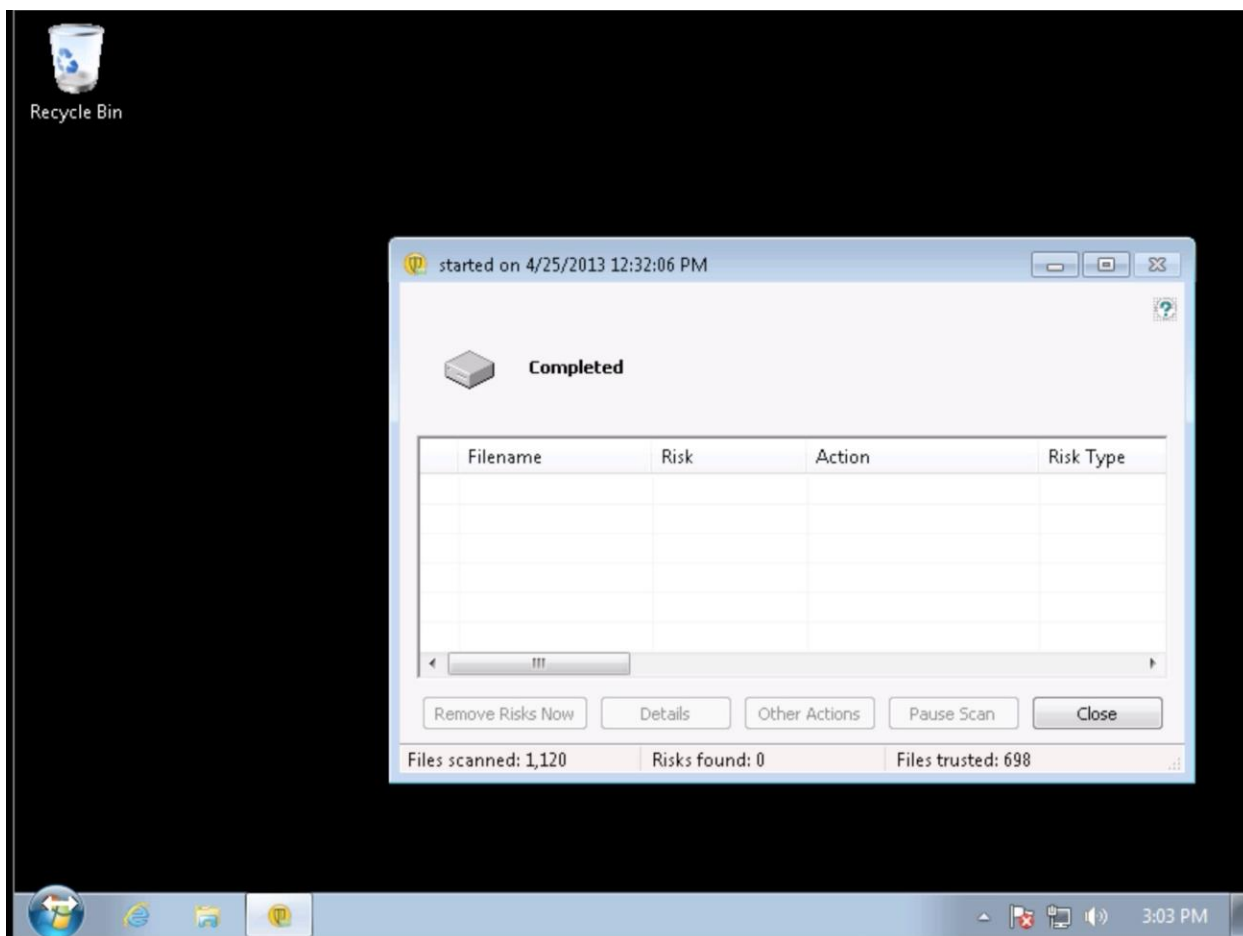 Recycle Bin
started on 4/25/2013 12:32:06 PM
Completed
Filename Risk Action Risk Type
Remove Risks Now Details Other Actions Pause Scan Close
Files scanned: 1,120 Risks found: 0 Files trusted: 698
3:03 PM